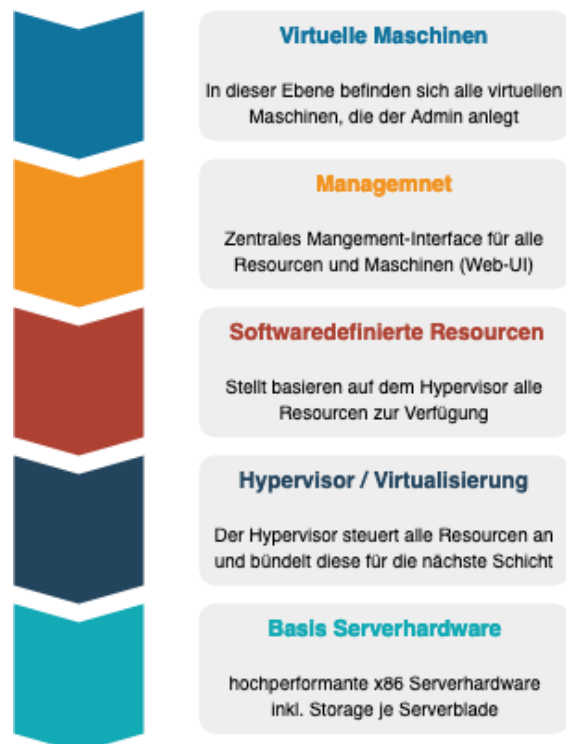 Virtuelle Maschinen
In dieser Ebene befinden sich alle virtuellen
Maschinen, die der Admin anlegt
Managemnet
Zentrales Mangement-Interface für alle
Resourcen und Maschinen (Web-UI)
Softwaredefinierte Resourcen
Stellt basieren auf dem Hypervisor alle
Resourcen zur Verfügung
Hypervisor / Virtualisierung
Der Hypervisor steuert alle Resourcen an
und bündelt diese für die nächste Schicht
Basis Serverhardware
hochperformante x86 Serverhardware
inkl. Storage je Serverblade